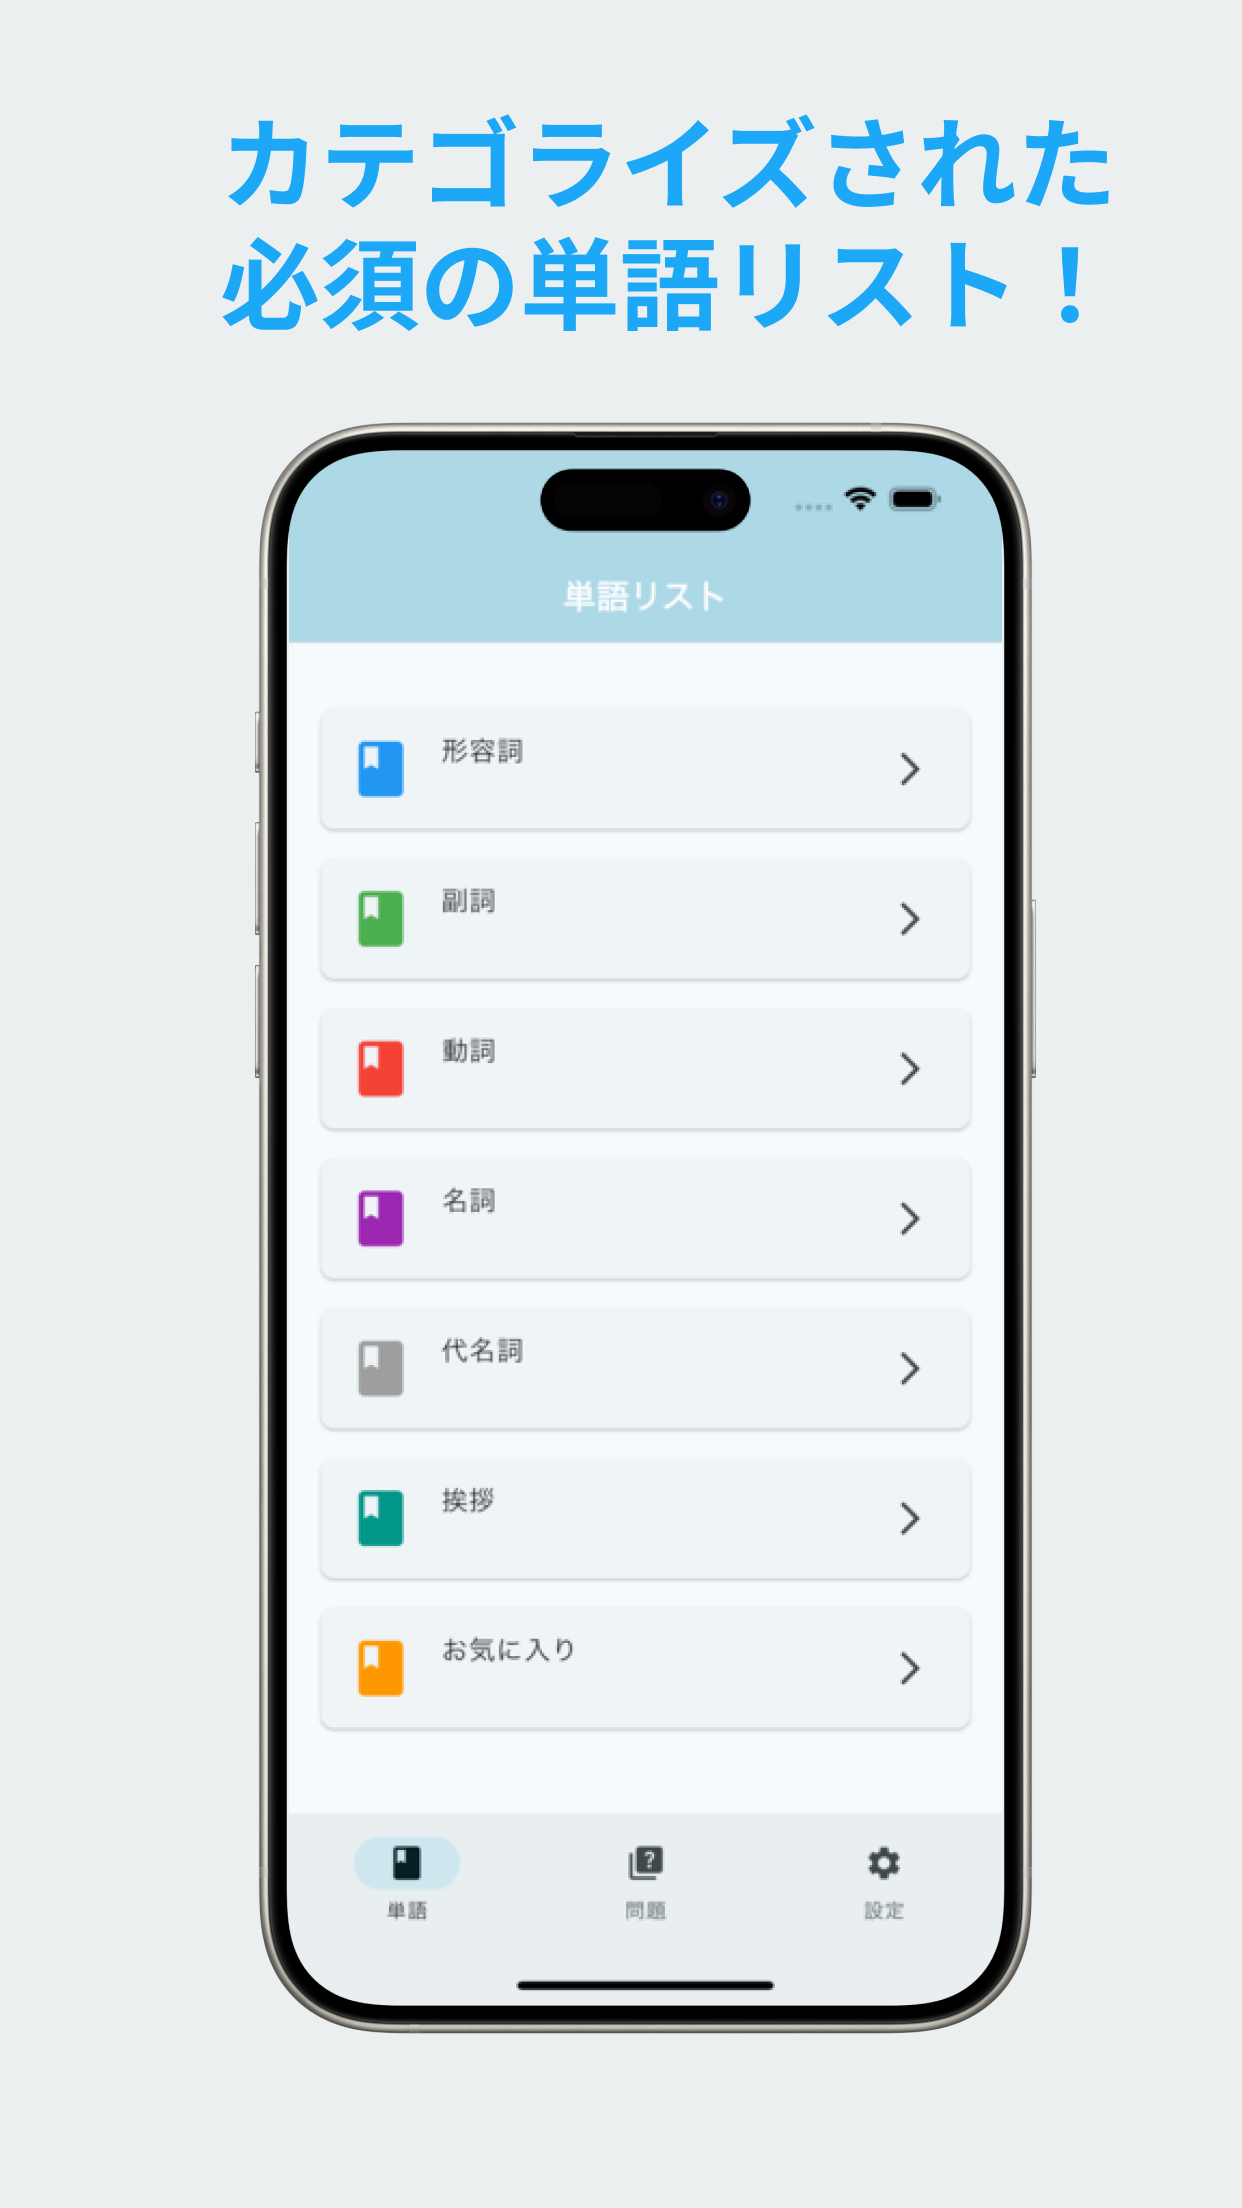 カテゴライズされた
必須の単語リスト！
単語リスト
形容詞
副詞
動詞
名詞
代名詞
挨拶
お気に入り
単語
問題
設定